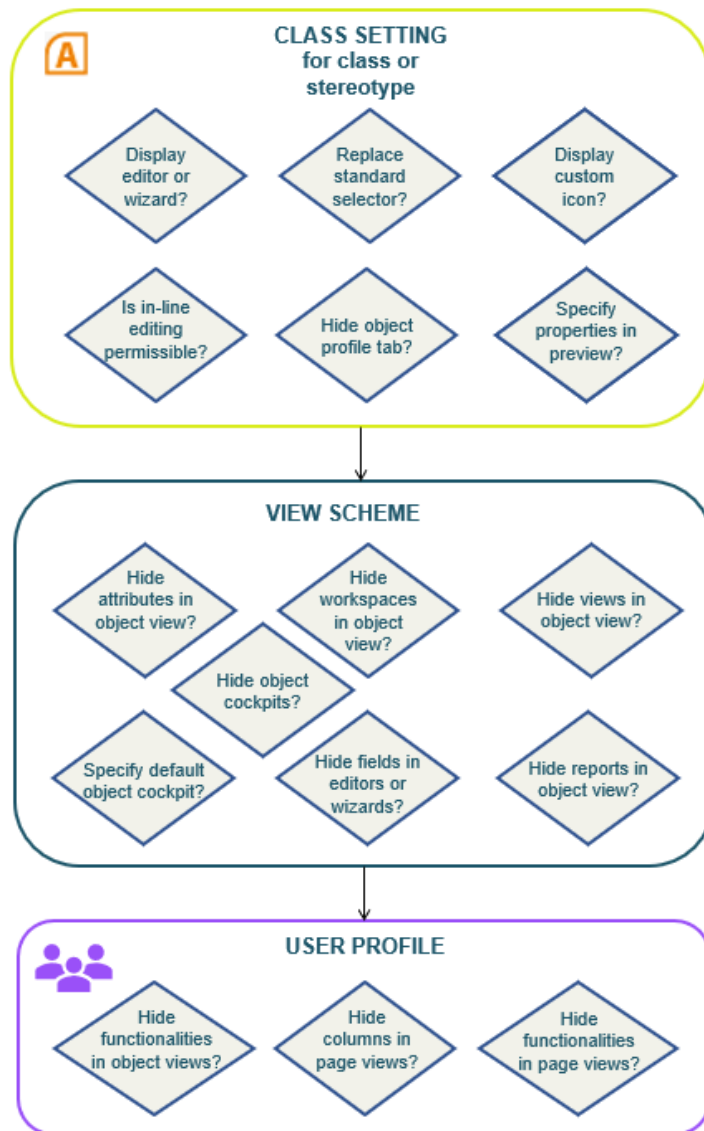 A
CLASS SETTING
for class or
stereotype
Display
editor or
wizard?
Replace
standard
selector?
Display
custom
icon?
Is in-line
editing
permissible?
Hide object
profile tab?
Specify
properties in
preview?
VIEW SCHEME
Hide
attributes in
object view?
Hide
workspaces
in object
view?
Hide views in
object view?
Hide object
cockpits?
Specify default
object cockpit?
Hide fields in
editors or
wizards?
Hide reports in
object view?
USER PROFILE
Hide
functionalities
in object views?
Hide
columns in
page views?
Hide
functionalities
in page views?